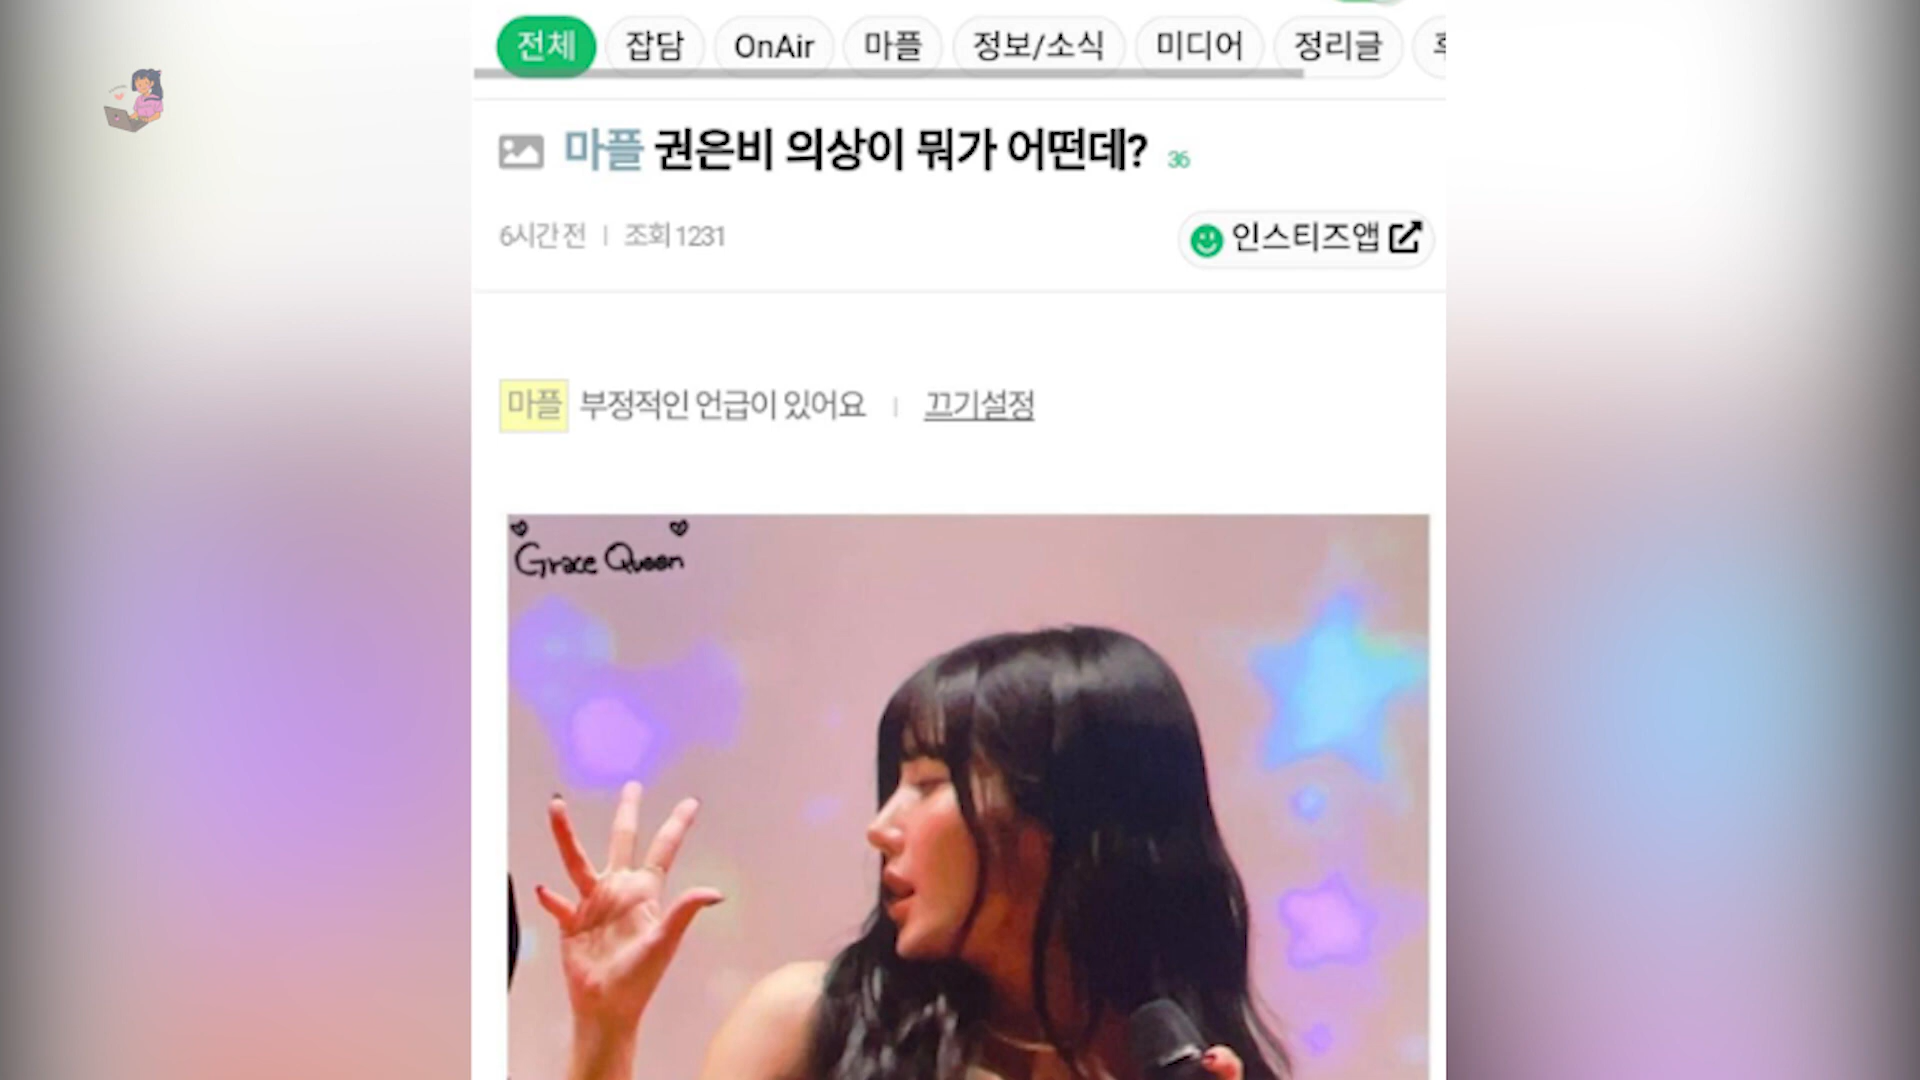 전체 잡담 OnAir 마플 정보/소식 미디어 정리글
마플 권은비 의상이 뭐가 어떤데? 36
6시간 전 | 조회 1231
인스티즈앱
마플 부정적인 언급이 있어요 | 끄기설정
Grace Queen